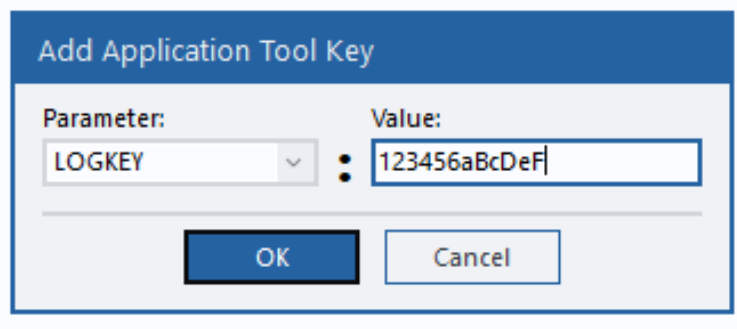 Add Application Tool Key
Parameter: Value:
LOGKEY : 123456aBcDeF
OK Cancel